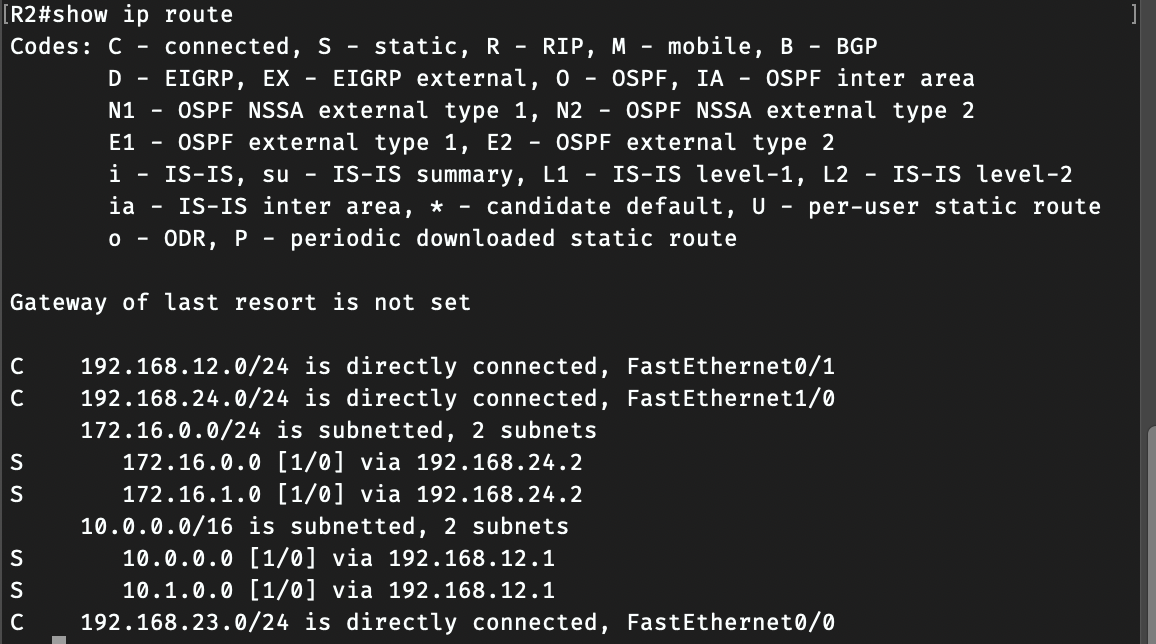 [R2#show ip route ]
Codes: C - connected, S - static, R - RIP, M - mobile, B - BGP
       D - EIGRP, EX - EIGRP external, O - OSPF, IA - OSPF inter area
       N1 - OSPF NSSA external type 1, N2 - OSPF NSSA external type 2
       E1 - OSPF external type 1, E2 - OSPF external type 2
       i - IS-IS, su - IS-IS summary, L1 - IS-IS level-1, L2 - IS-IS level-2
       ia - IS-IS inter area, * - candidate default, U - per-user static route
       o - ODR, P - periodic downloaded static route
Gateway of last resort is not set
C    192.168.12.0/24 is directly connected, FastEthernet0/1
C    192.168.24.0/24 is directly connected, FastEthernet1/0
     172.16.0.0/24 is subnetted, 2 subnets
S       172.16.0.0 [1/0] via 192.168.24.2
S       172.16.1.0 [1/0] via 192.168.24.2
     10.0.0.0/16 is subnetted, 2 subnets
S       10.0.0.0 [1/0] via 192.168.12.1
S       10.1.0.0 [1/0] via 192.168.12.1
C    192.168.23.0/24 is directly connected, FastEthernet0/0